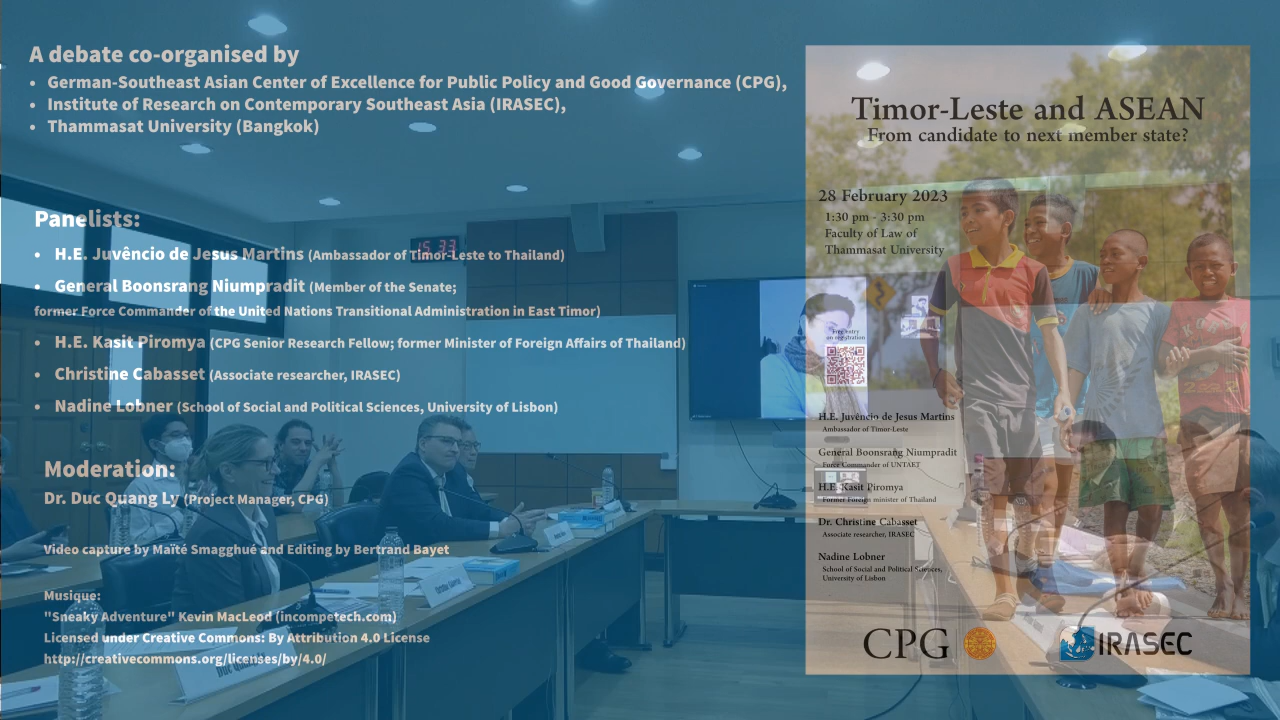 A debate co-organised by
• German-Southeast Asian Center of Excellence for Public Policy and Good Governance (CPG),
• Institute of Research on Contemporary Southeast Asia (IRASEC),
• Thammasat University (Bangkok)
Panelists:
• H.E. Juvêncio de Jesus Martins (Ambassador of Timor-Leste to Thailand)
• General Boonsrang Niumpradit (Member of the Senate;
former Force Commander of the United Nations Transitional Administration in East Timor)
• H.E. Kasit Piromya (CPG Senior Research Fellow; former Minister of Foreign Affairs of Thailand)
• Christine Cabasset (Associate researcher, IRASEC)
• Nadine Lobner (School of Social and Political Sciences, University of Lisbon)
Moderation:
Dr. Duc Quang Ly (Project Manager, CPG)
Video capture by Maïté Smagghué and Editing by Bertrand Bayet
Musique:
"Sneaky Adventure" Kevin MacLeod (incompetech.com)
Licensed under Creative Commons: By Attribution 4.0 License
http://creativecommons.org/licenses/by/4.0/
15 33
Timor-Leste and ASEAN
From candidate to next member state?
28 February 2023
1:30 pm - 3:30 pm
Faculty of Law of
Thammasat University
Free entry
on registration
H.E. Juvêncio de Jesus Martins
Ambassador of Timor-Leste
General Boonsrang Niumpradit
Force Commander of UNTAET
H.E. Kasit Piromya
Former Foreign minister of Thailand
Dr. Christine Cabasset
Associate researcher, IRASEC
Nadine Lobner
School of Social and Political Sciences,
University of Lisbon
CPG
IRASEC